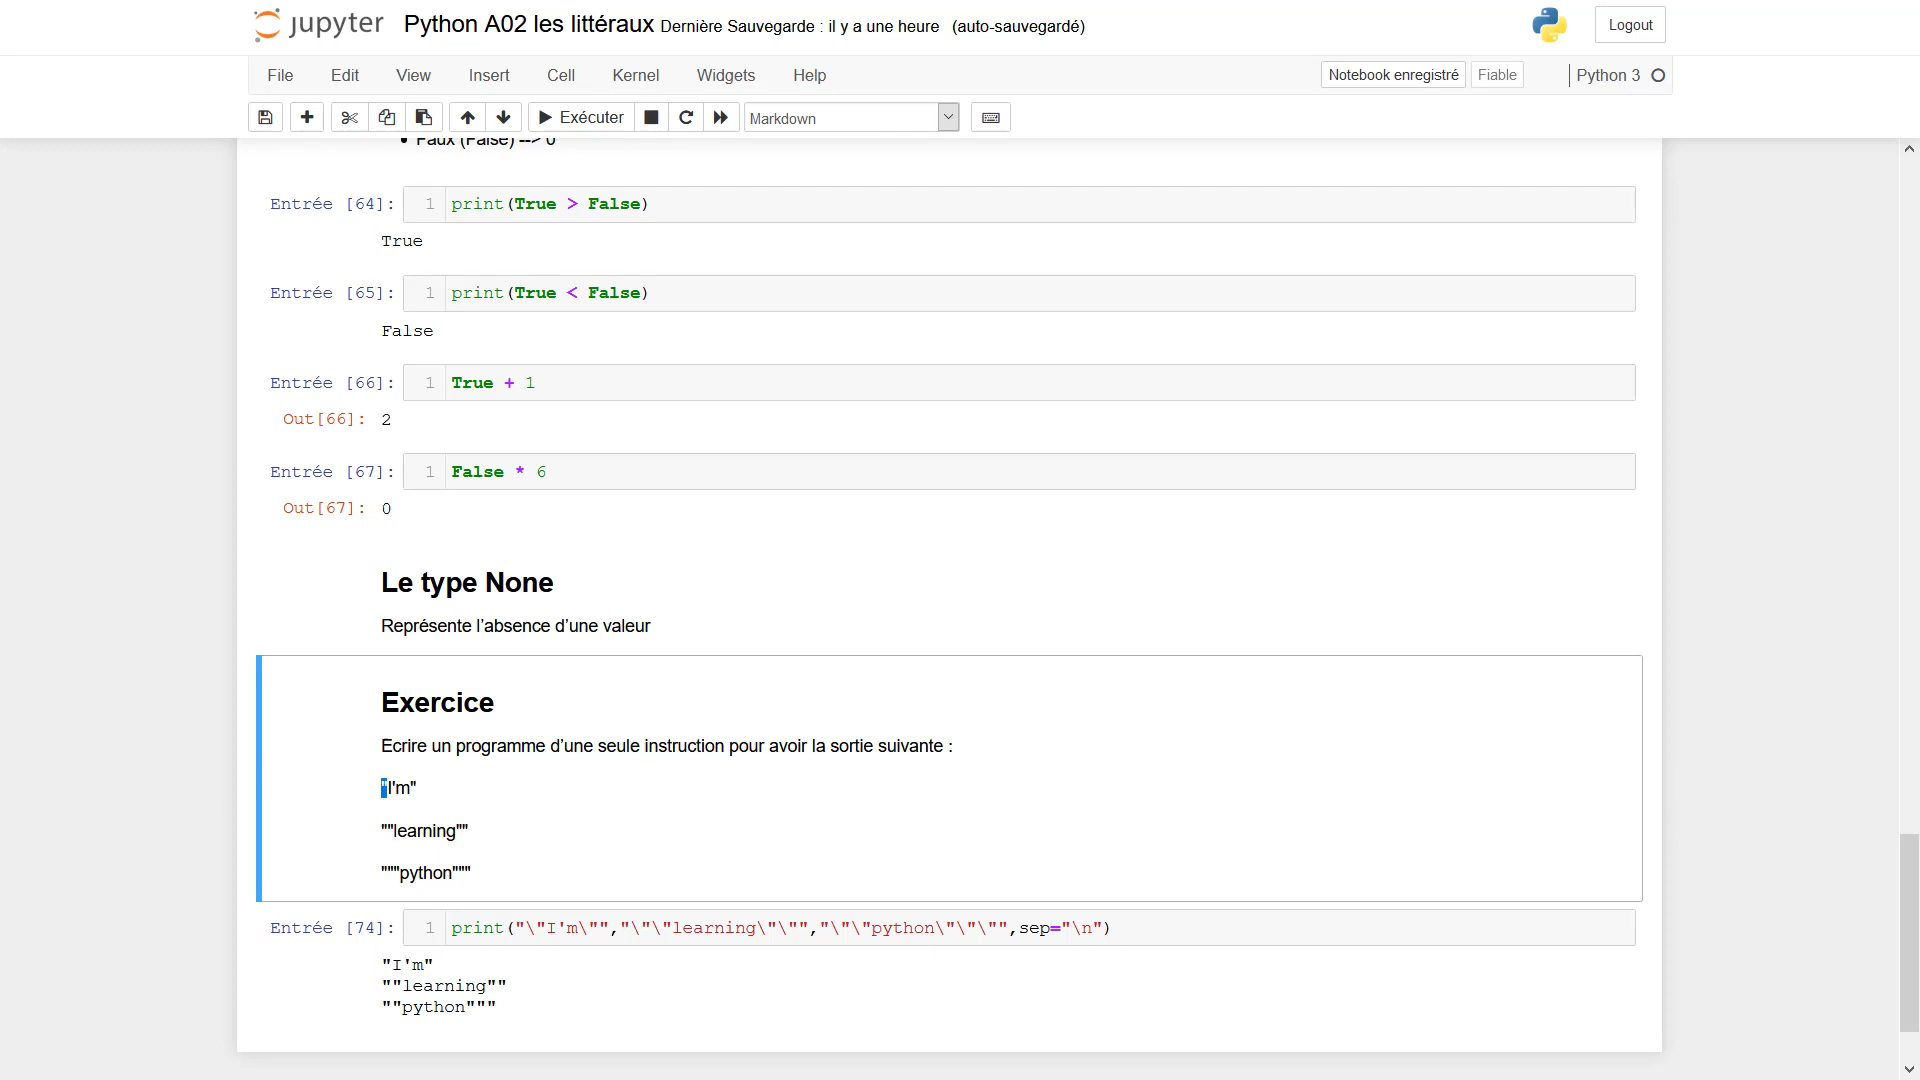 jupyter Python A02 les littéraux Dernière Sauvegarde : il y a une heure (auto-sauvegardé) Logout
File Edit View Insert Cell Kernel Widgets Help Notebook enregistré Fiable Python 3
Exécuter Markdown
Faux (False) --> 0
Entrée [64]: 1 print(True > False)
True
Entrée [65]: 1 print(True < False)
False
Entrée [66]: 1 True + 1
Out[66]: 2
Entrée [67]: 1 False * 6
Out[67]: 0
Le type None
Représente l’absence d’une valeur
Exercice
Ecrire un programme d’une seule instruction pour avoir la sortie suivante :
"I'm"
""learning""
"""python"""
Entrée [74]: 1 print("\"I'm\"","\"\"learning\"\"","\"\"python\"\"\"",sep="\n")
"I'm"
""learning""
""python"""